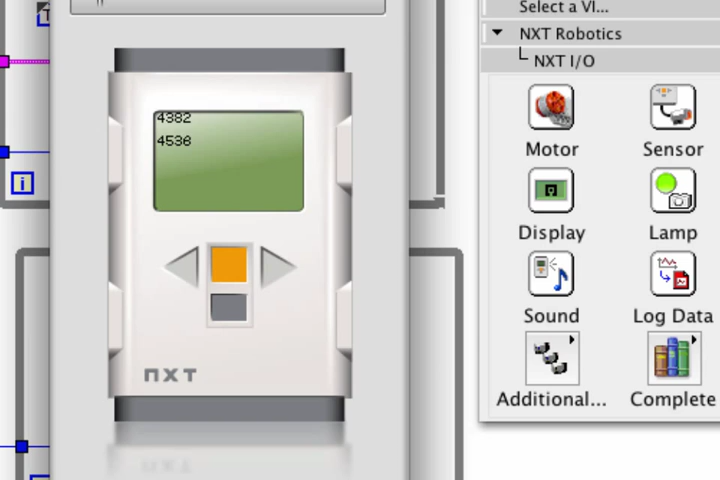 Select a VI...
NXT Robotics
NXT I/O
4382
4536
i
Motor
Sensor
Display
Lamp
Sound
Log Data
Additional...
Complete
NXT